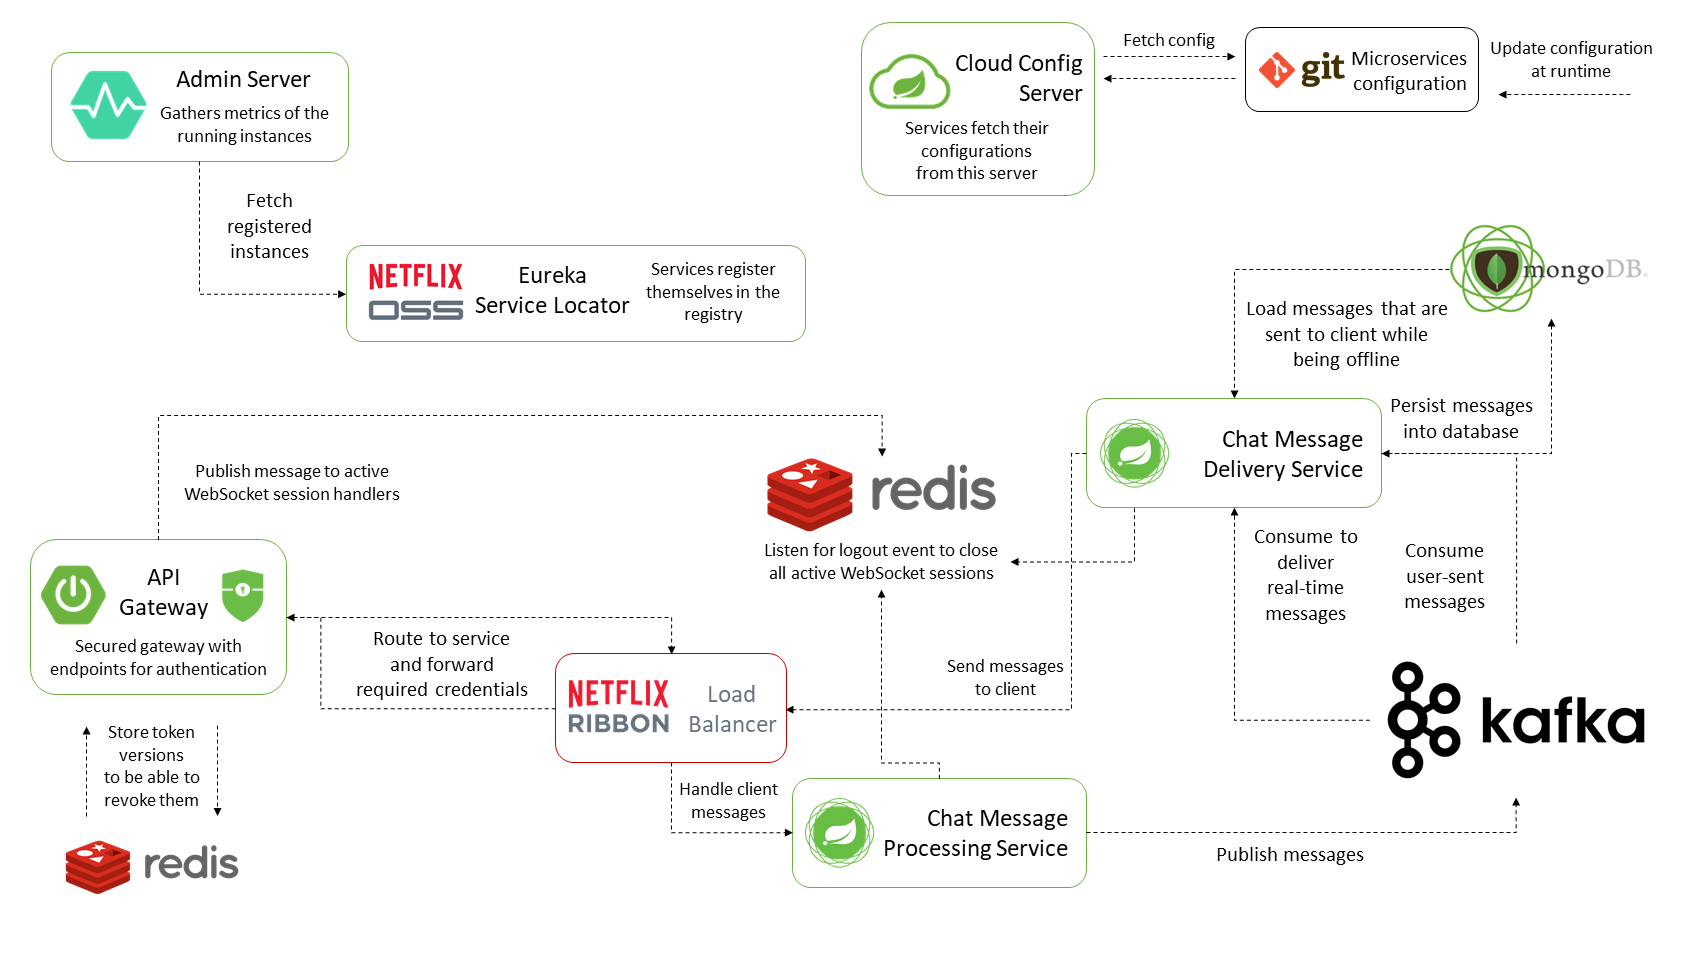 Admin Server
Gathers metrics of the
running instances
Fetch
registered
instances
NETFLIX
OSS
Eureka
Service Locator
Services register
themselves in the
registry
Cloud Config
Server
Services fetch their
configurations
from this server
Fetch config
git
Microservices
configuration
Update configuration
at runtime
mongoDB.
Load messages that are
sent to client while
being offline
Persist messages
into database
Chat Message
Delivery Service
Publish message to active
WebSocket session handlers
redis
Listen for logout event to close
all active WebSocket sessions
Consume to
deliver
real-time
messages
Consume
user-sent
messages
API
Gateway
Secured gateway with
endpoints for authentication
Route to service
and forward
required credentials
NETFLIX
RIBBON
Load
Balancer
Send messages
to client
kafka
Store token
versions
to be able to
revoke them
redis
Handle client
messages
Chat Message
Processing Service
Publish messages